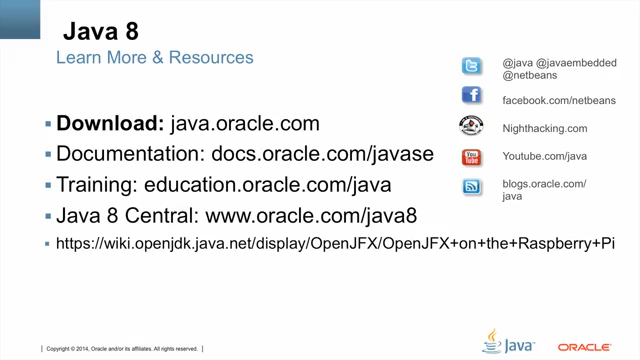 Java 8
Learn More & Resources
Download: java.oracle.com
Documentation: docs.oracle.com/javase
Training: education.oracle.com/java
Java 8 Central: www.oracle.com/java8
https://wiki.openjdk.java.net/display/OpenJFX/OpenJFX+on+the+Raspberry+Pi
@java @javaembedded
@netbeans
facebook.com/netbeans
Nighthacking.com
You Tube
Youtube.com/java
blogs.oracle.com/
java
Copyright © 2014, Oracle and/or its affiliates. All rights reserved.
Java™
ORACLE